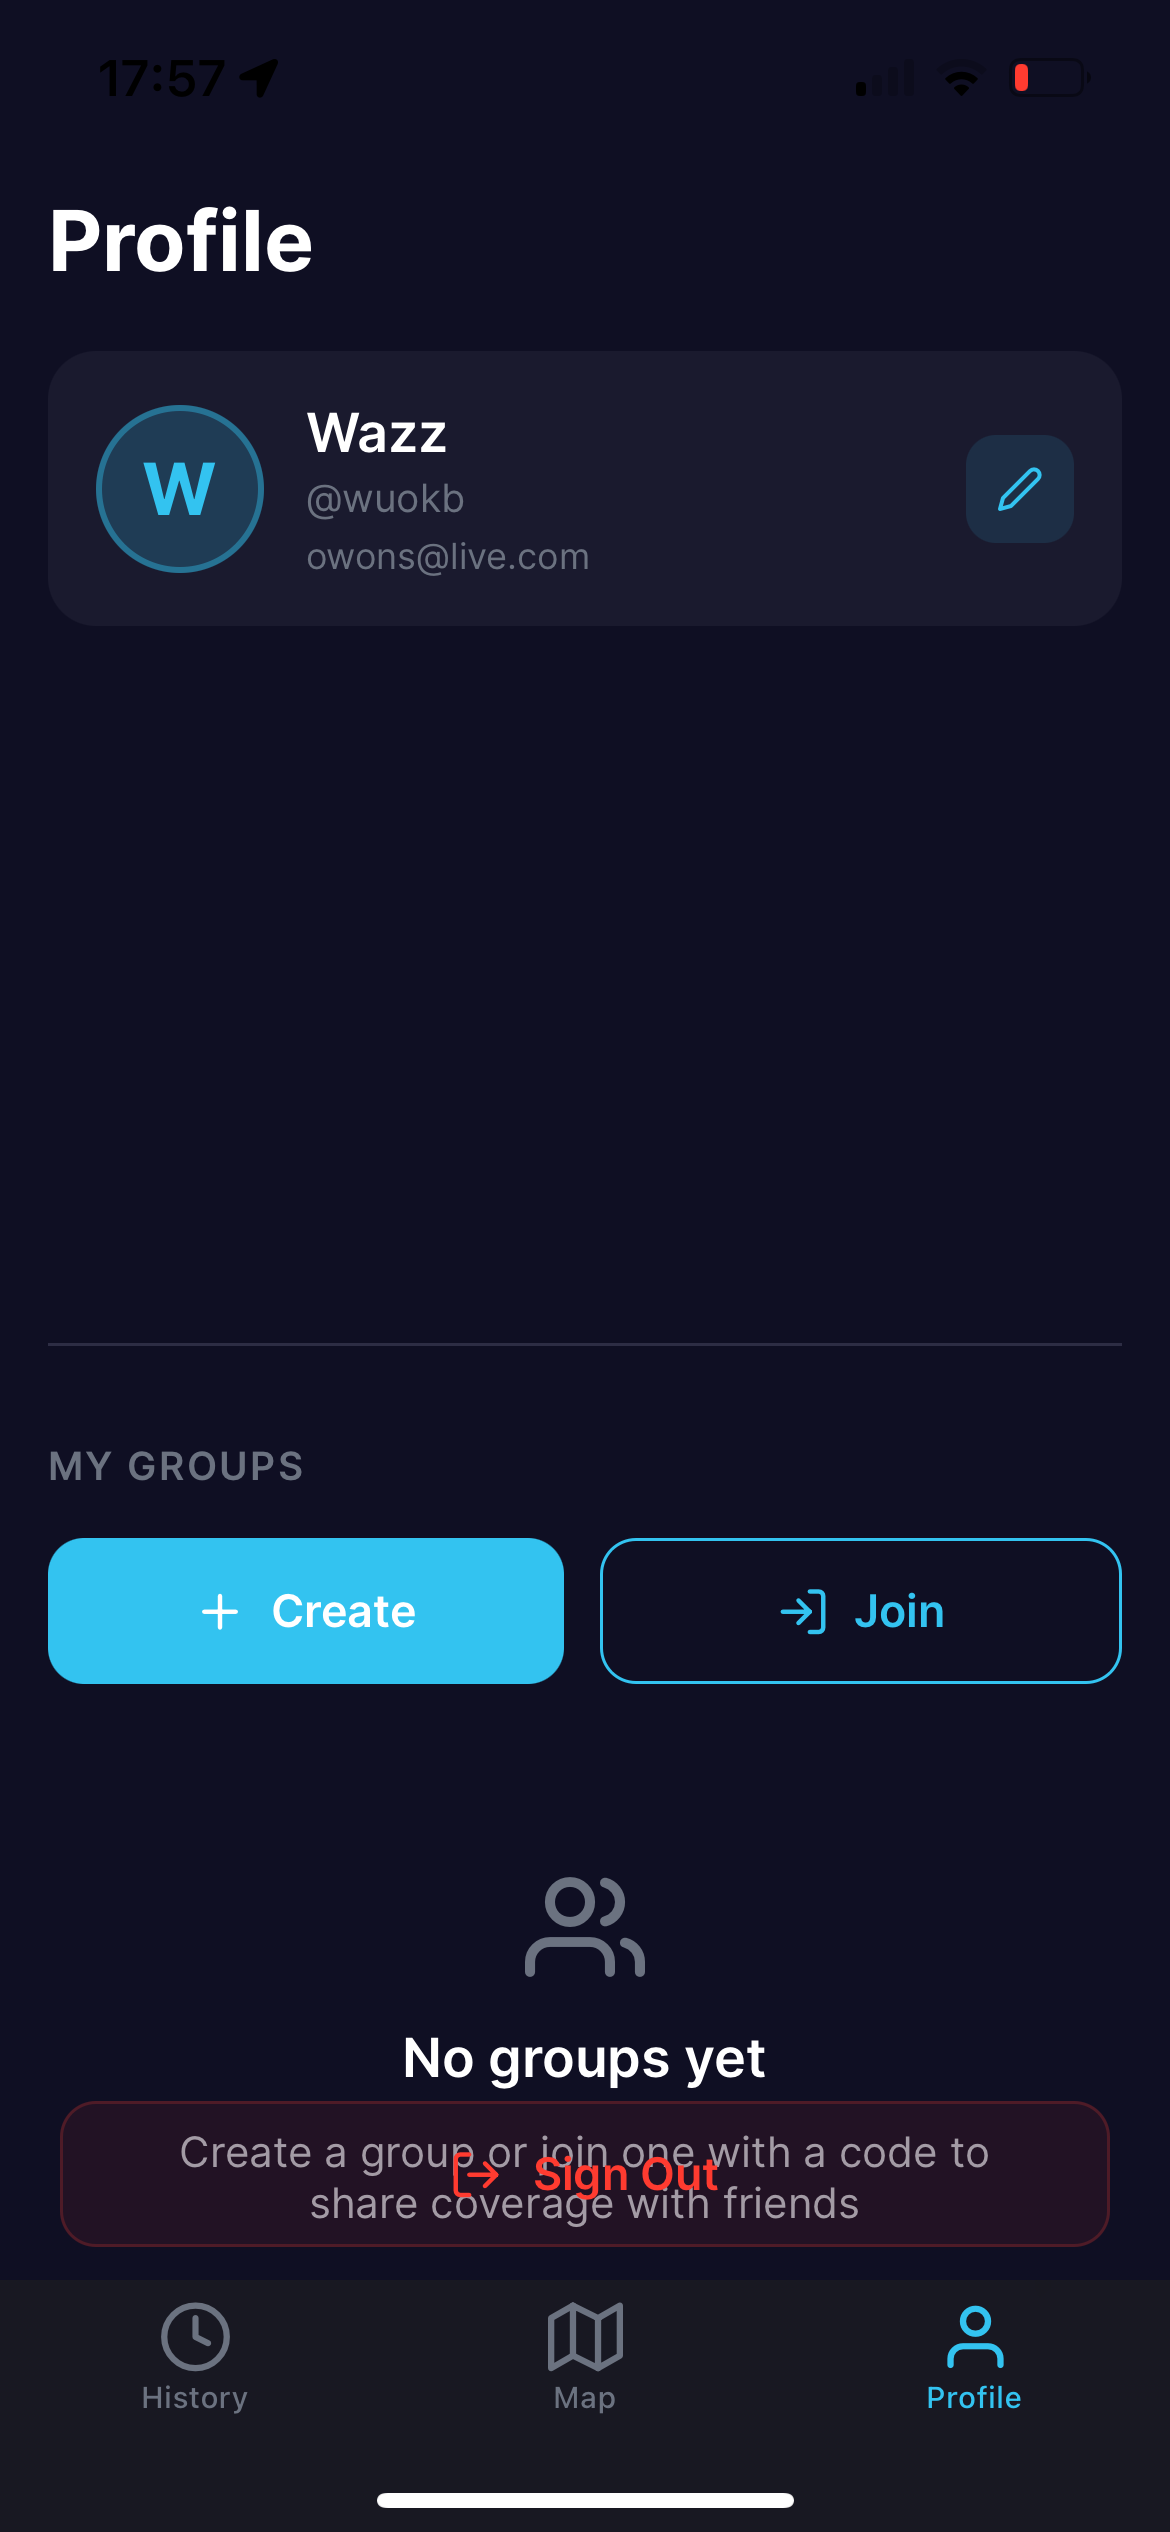 17:57
Profile
W
Wazz
@wuokb
owons@live.com
MY GROUPS
Create
Join
No groups yet
Create a group or join one with a code to
share coverage with friends
Sign Out
History
Map
Profile